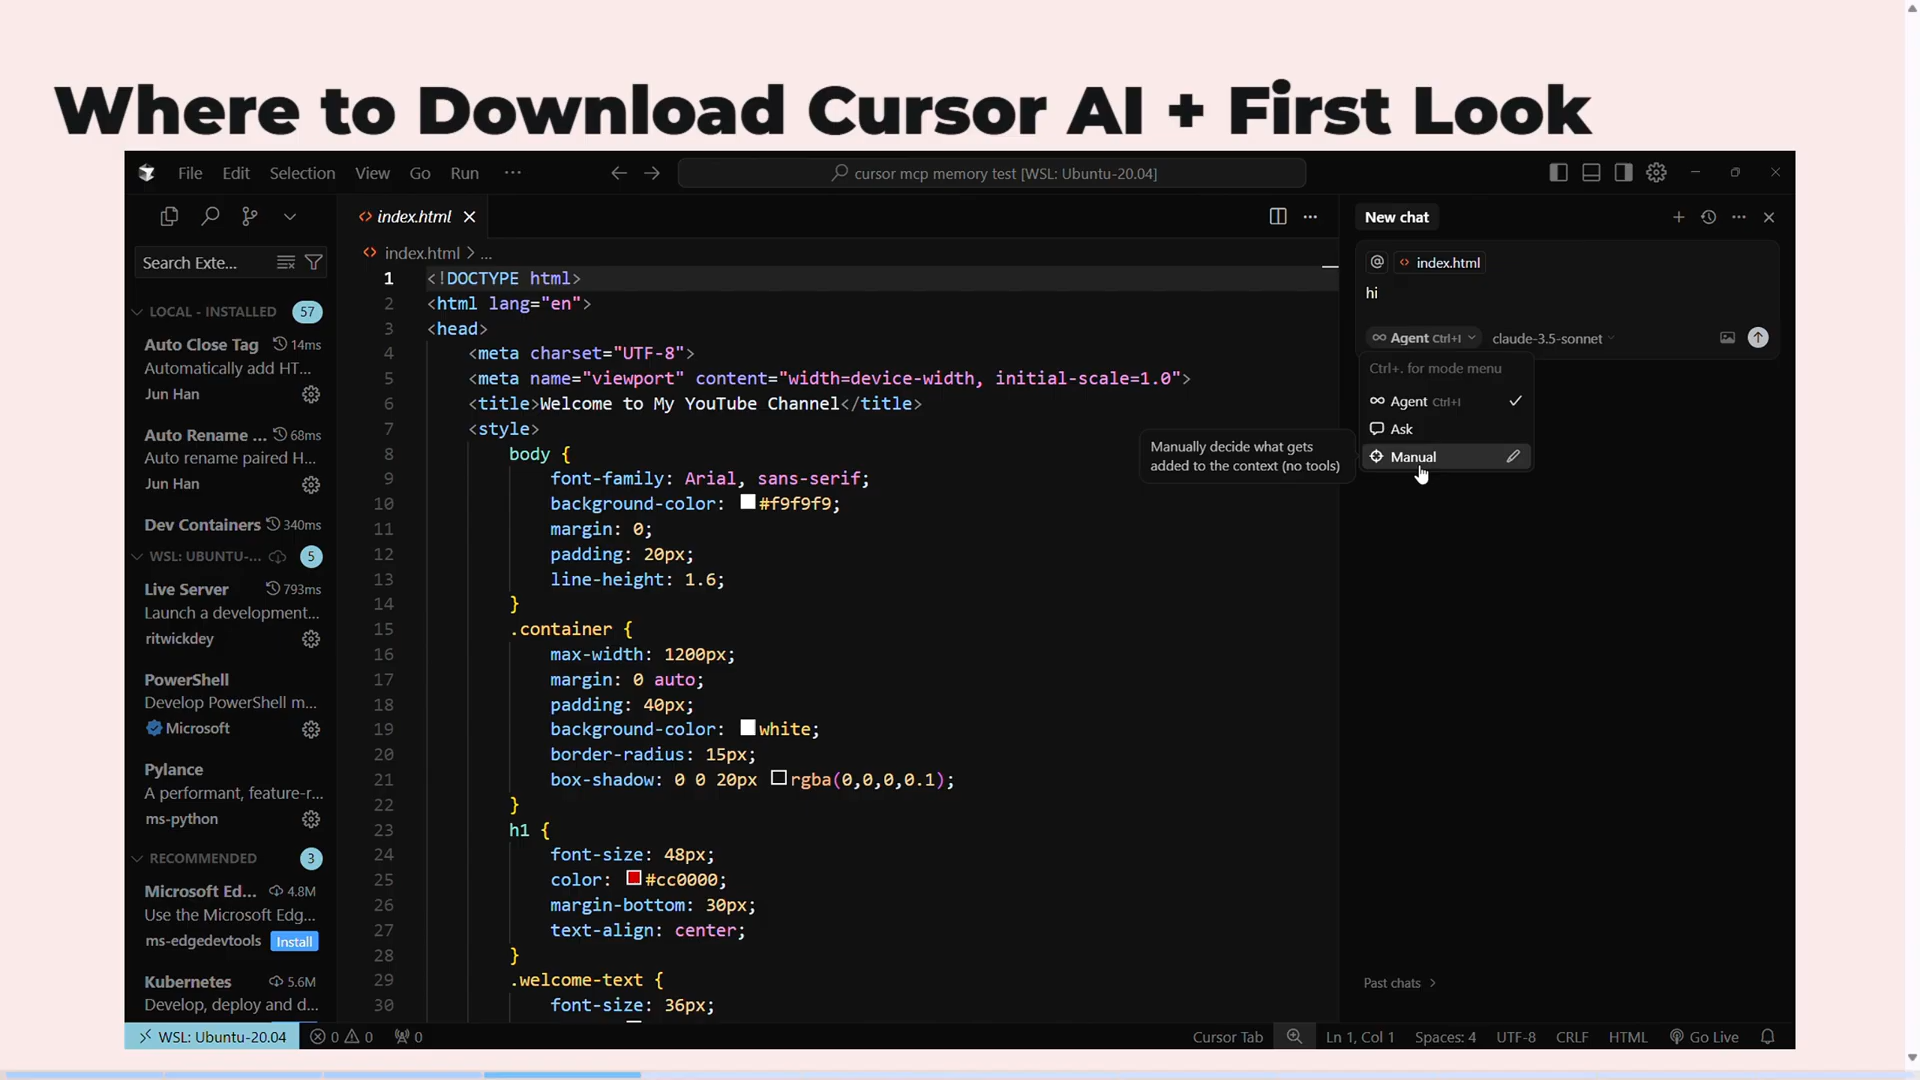 Where to Download Cursor AI + First Look
File Edit Selection View Go Run ···
cursor mcp memory test [WSL: Ubuntu-20.04]
Search Exte...
LOCAL - INSTALLED 57
Auto Close Tag 14ms
Automatically add HT...
Jun Han
Auto Rename ... 68ms
Auto rename paired H...
Jun Han
Dev Containers 340ms
WSL: UBUNTU-... 5
Live Server 793ms
Launch a development...
ritwickdey
PowerShell
Develop PowerShell m...
Microsoft
Pylance
A performant, feature-r...
ms-python
RECOMMENDED 3
Microsoft Ed... 4.8M
Use the Microsoft Edg...
ms-edgedevtools Install
Kubernetes 5.6M
Develop, deploy and d...
index.html
index.html > ...
1 <!DOCTYPE html>
2 <html lang="en">
3 <head>
4 <meta charset="UTF-8">
5 <meta name="viewport" content="width=device-width, initial-scale=1.0">
6 <title>Welcome to My YouTube Channel</title>
7 <style>
8 body {
9 font-family: Arial, sans-serif;
10 background-color: #f9f9f9;
11 margin: 0;
12 padding: 20px;
13 line-height: 1.6;
14 }
15 .container {
16 max-width: 1200px;
17 margin: 0 auto;
18 padding: 40px;
19 background-color: white;
20 border-radius: 15px;
21 box-shadow: 0 0 20px rgba(0,0,0,0.1);
22 }
23 h1 {
24 font-size: 48px;
25 color: #cc0000;
26 margin-bottom: 30px;
27 text-align: center;
28 }
29 .welcome-text {
30 font-size: 36px;
New chat
@ index.html
hi
Agent Ctrl+I claude-3.5-sonnet
Ctrl+. for mode menu
Agent Ctrl+I
Ask
Manual
Manually decide what gets
added to the context (no tools)
Past chats >
WSL: Ubuntu-20.04 0 0 0
Cursor Tab Ln 1, Col 1 Spaces: 4 UTF-8 CRLF HTML Go Live